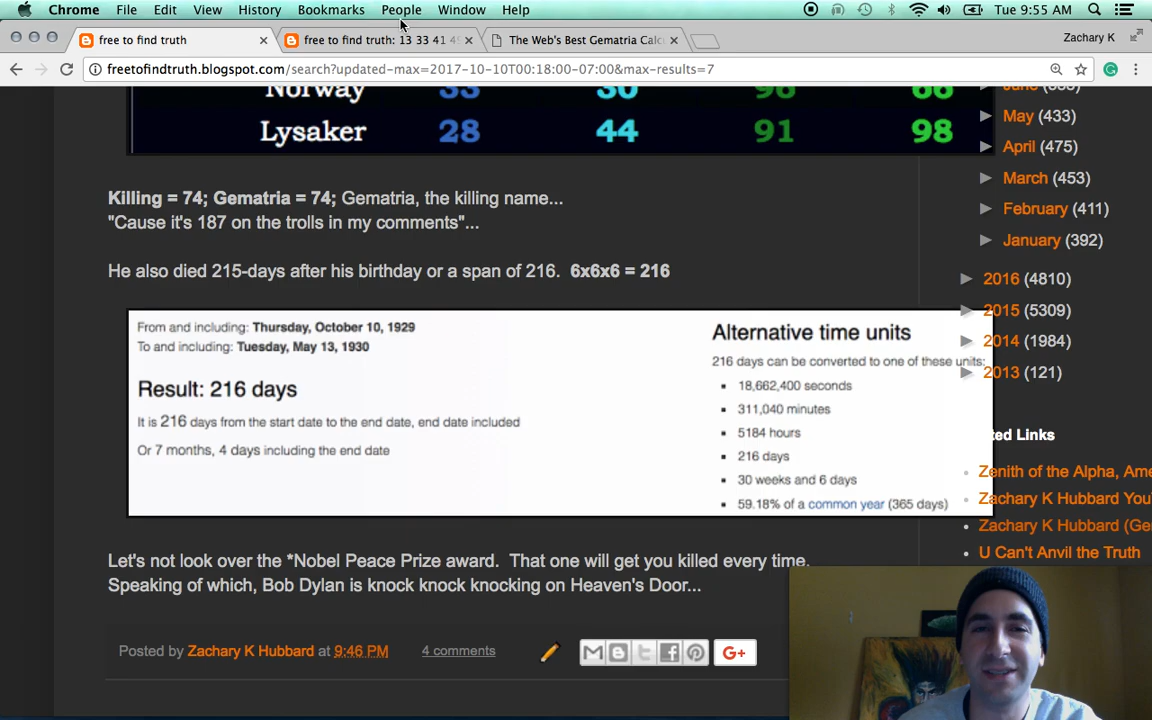 Chrome File Edit View History Bookmarks People Window Help Tue 9:55 AM
free to find truth × free to find truth: 13 33 41 4 × The Web's Best Gematria Calc × Zachary K
freetofindtruth.blogspot.com/search?updated-max=2017-10-10T00:18:00-07:00&max-results=7
Norway 33 30 96 66
Lysaker 28 44 91 98
Killing = 74; Gematria = 74; Gematria, the killing name...
"Cause it's 187 on the trolls in my comments"...
He also died 215-days after his birthday or a span of 216. 6x6x6 = 216
From and including: Thursday, October 10, 1929
To and including: Tuesday, May 13, 1930
Result: 216 days
It is 216 days from the start date to the end date, end date included
Or 7 months, 4 days including the end date
Alternative time units
216 days can be converted to one of these units:
18,662,400 seconds
311,040 minutes
5184 hours
216 days
30 weeks and 6 days
59.18% of a common year (365 days)
Let's not look over the *Nobel Peace Prize award. That one will get you killed every time.
Speaking of which, Bob Dylan is knock knock knocking on Heaven's Door...
Posted by Zachary K Hubbard at 9:46 PM 4 comments
G+
May (433)
April (475)
March (453)
February (411)
January (392)
2016 (4810)
2015 (5309)
2014 (1984)
2013 (121)
ted Links
Zenith of the Alpha, Ame
Zachary K Hubbard You
Zachary K Hubbard (Ge
U Can't Anvil the Truth